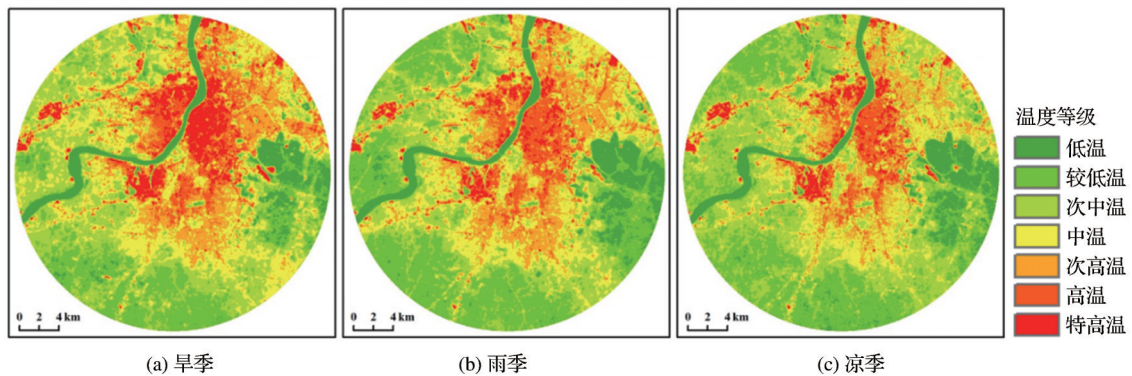 温度等级
低温
较低温
次中温
中温
次高温
高温
特高温
0 2 4 km
0 2 4 km
0 2 4 km
(a) 旱季
(b) 雨季
(c) 凉季